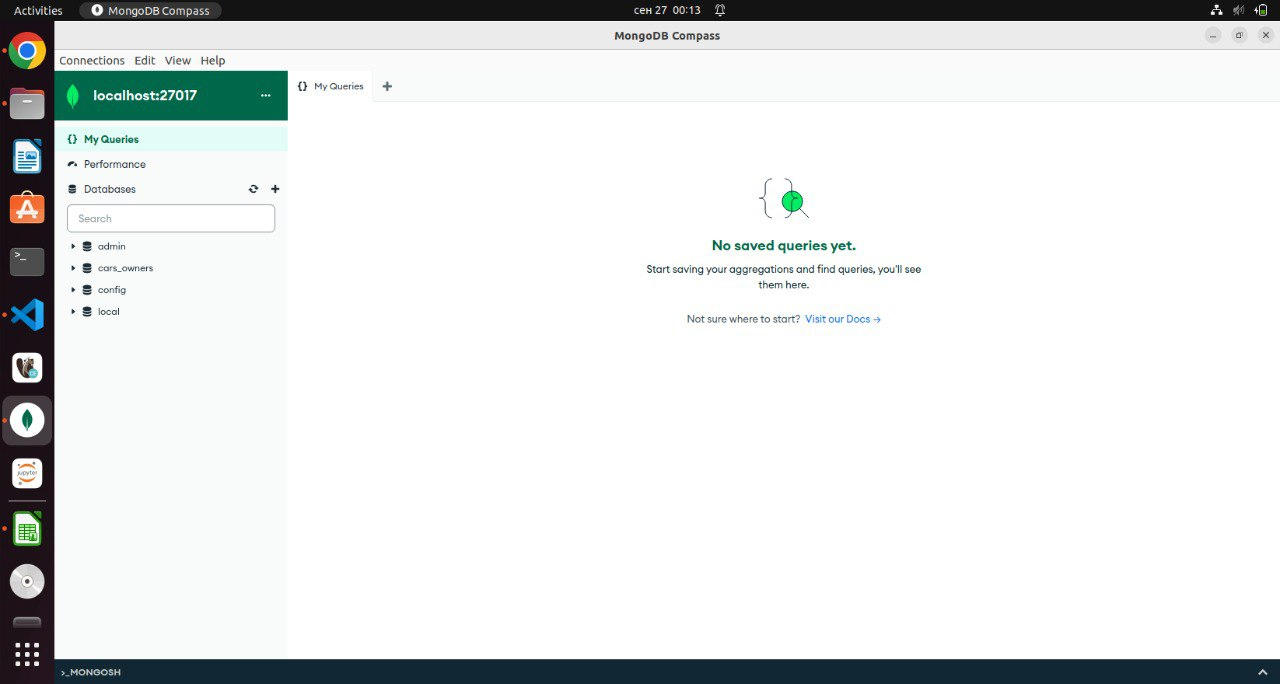 Activities MongoDB Compass сен 27 00:13
MongoDB Compass
Connections Edit View Help
localhost:27017 ...
{} My Queries
{} My Queries
Performance
Databases
Search
admin
cars_owners
config
local
No saved queries yet.
Start saving your aggregations and find queries, you'll see
them here.
Not sure where to start? Visit our Docs →
jupyter
>_MONGOSH